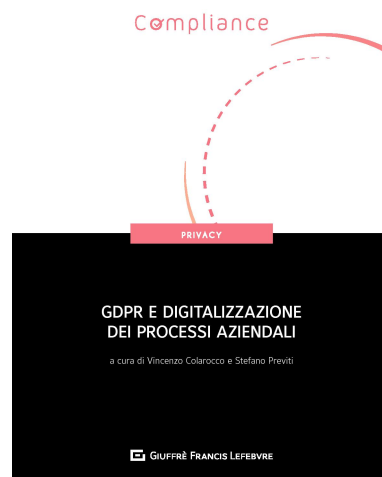 Compliance
PRIVACY
GDPR E DIGITALIZZAZIONE
DEI PROCESSI AZIENDALI
a cura di Vincenzo Colarocco e Stefano Previti
GIUFFRÈ FRANCIS LEFEBVRE